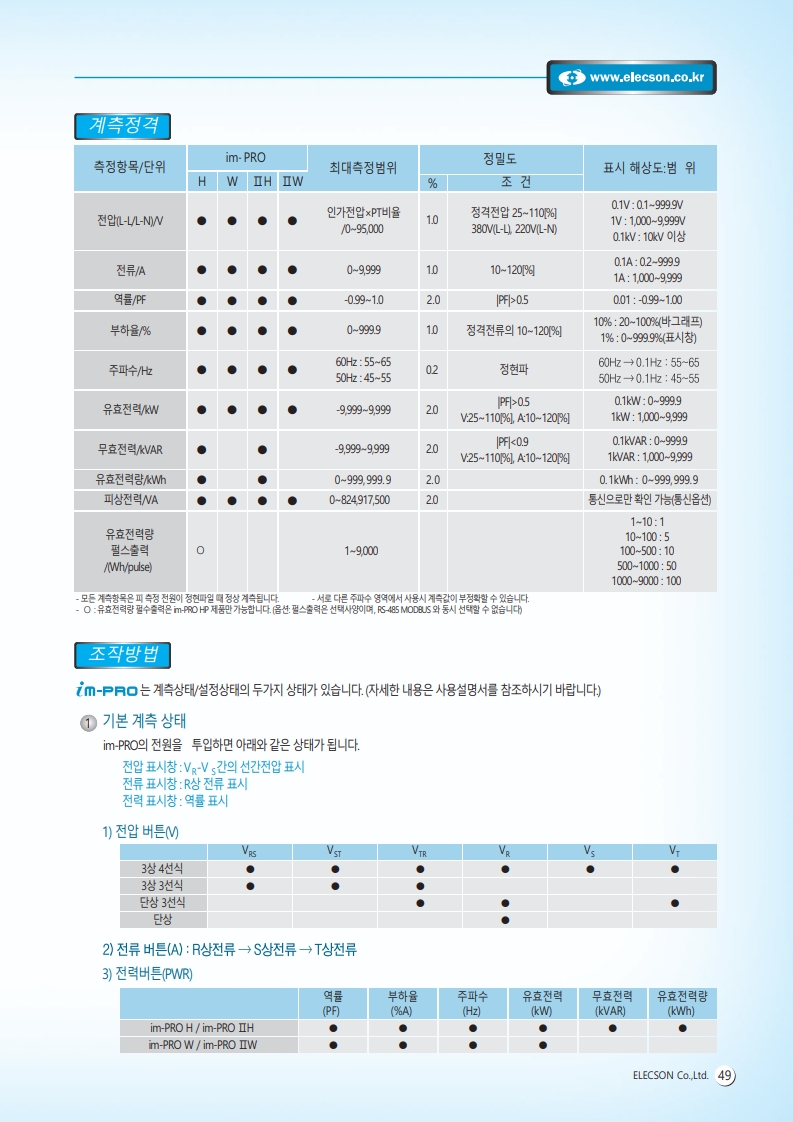 www.elecson.co.kr
계측정격
측정항목/단위 im-PRO 최대측정범위 정밀도 표시 해상도:범 위
H W ⅡH ⅡW % 조 건
전압(L-L/L-N)/V ● ● ● ● 인가전압×PT비율 /0~95,000 1.0 정격전압 25~110[%] 380V(L-L), 220V(L-N) 0.1V : 0.1~999.9V
1V : 1,000~9,999V
0.1kV : 10kV 이상
전류/A ● ● ● ● 0~9,999 1.0 10~120[%] 0.1A : 0.2~999.9
1A : 1,000~9,999
역률/PF ● ● ● ● -0.99~1.0 2.0 |PF|>0.5 0.01 : -0.99~1.00
부하율/% ● ● ● ● 0~999.9 1.0 정격전류의 10~120[%] 10% : 20~100%(바그래프)
1% : 0~999.9%(표시창)
주파수/Hz ● ● ● ● 60Hz : 55~65 0.2 정현파 60Hz → 0.1Hz : 55~65
50Hz : 45~55 50Hz → 0.1Hz : 45~55
유효전력/kW ● ● ● ● -9,999~9,999 2.0 |PF|>0.5 0.1kW : 0~999.9
V:25~110[%], A:10~120[%] 1kW : 1,000~9,999
무효전력/kVAR ● ● -9,999~9,999 2.0 |PF|<0.9 0.1kVAR : 0~999.9
V:25~110[%], A:10~120[%] 1kVAR : 1,000~9,999
유효전력량/kWh ● ● 0~999,999.9 2.0 0.1kWh : 0~999,999.9
피상전력/VA ● ● ● ● 0~824,917,500 2.0 통신으로만 확인 가능(통신옵션)
유효전력량
펄스출력
/(Wh/pulse) O 1~9,000 1~10 : 1
10~100 : 5
100~500 : 10
500~1000 : 50
1000~9000 : 100
- 모든 계측항목은 피 측정 전원이 정현파일 때 정상 계측됩니다. - 서로 다른 주파수 영역에서 사용시 계측값이 부정확할 수 있습니다.
- O : 유효전력량 필수출력은 im-PRO HP 제품만 가능합니다. (옵션: 펄스출력은 선택사양이며, RS-485 MODBUS 와 동시 선택할 수 없습니다)
조작방법
im-PRO 는 계측상태/설정상태의 두가지 상태가 있습니다. (자세한 내용은 사용설명서를 참조하시기 바랍니다.)
1 기본 계측 상태
im-PRO의 전원을 투입하면 아래와 같은 상태가 됩니다.
전압 표시창 : VR-VS간의 선간전압 표시
전류 표시창 : R상 전류 표시
전력 표시창 : 역률 표시
1) 전압 버튼(V)
VRS VST VTR VR VS VT
3상 4선식 ● ● ● ● ● ●
3상 3선식 ● ● ●
단상 3선식 ● ● ●
단상 ●
2) 전류 버튼(A) : R상전류 → S상전류 → T상전류
3) 전력버튼(PWR)
역률 부하율 주파수 유효전력 무효전력 유효전력량
(PF) (%A) (Hz) (kW) (kVAR) (kWh)
im-PRO H / im-PRO ⅡH ● ● ● ● ● ●
im-PRO W / im-PRO ⅡW ● ● ● ●
ELECSON Co.,Ltd. 49